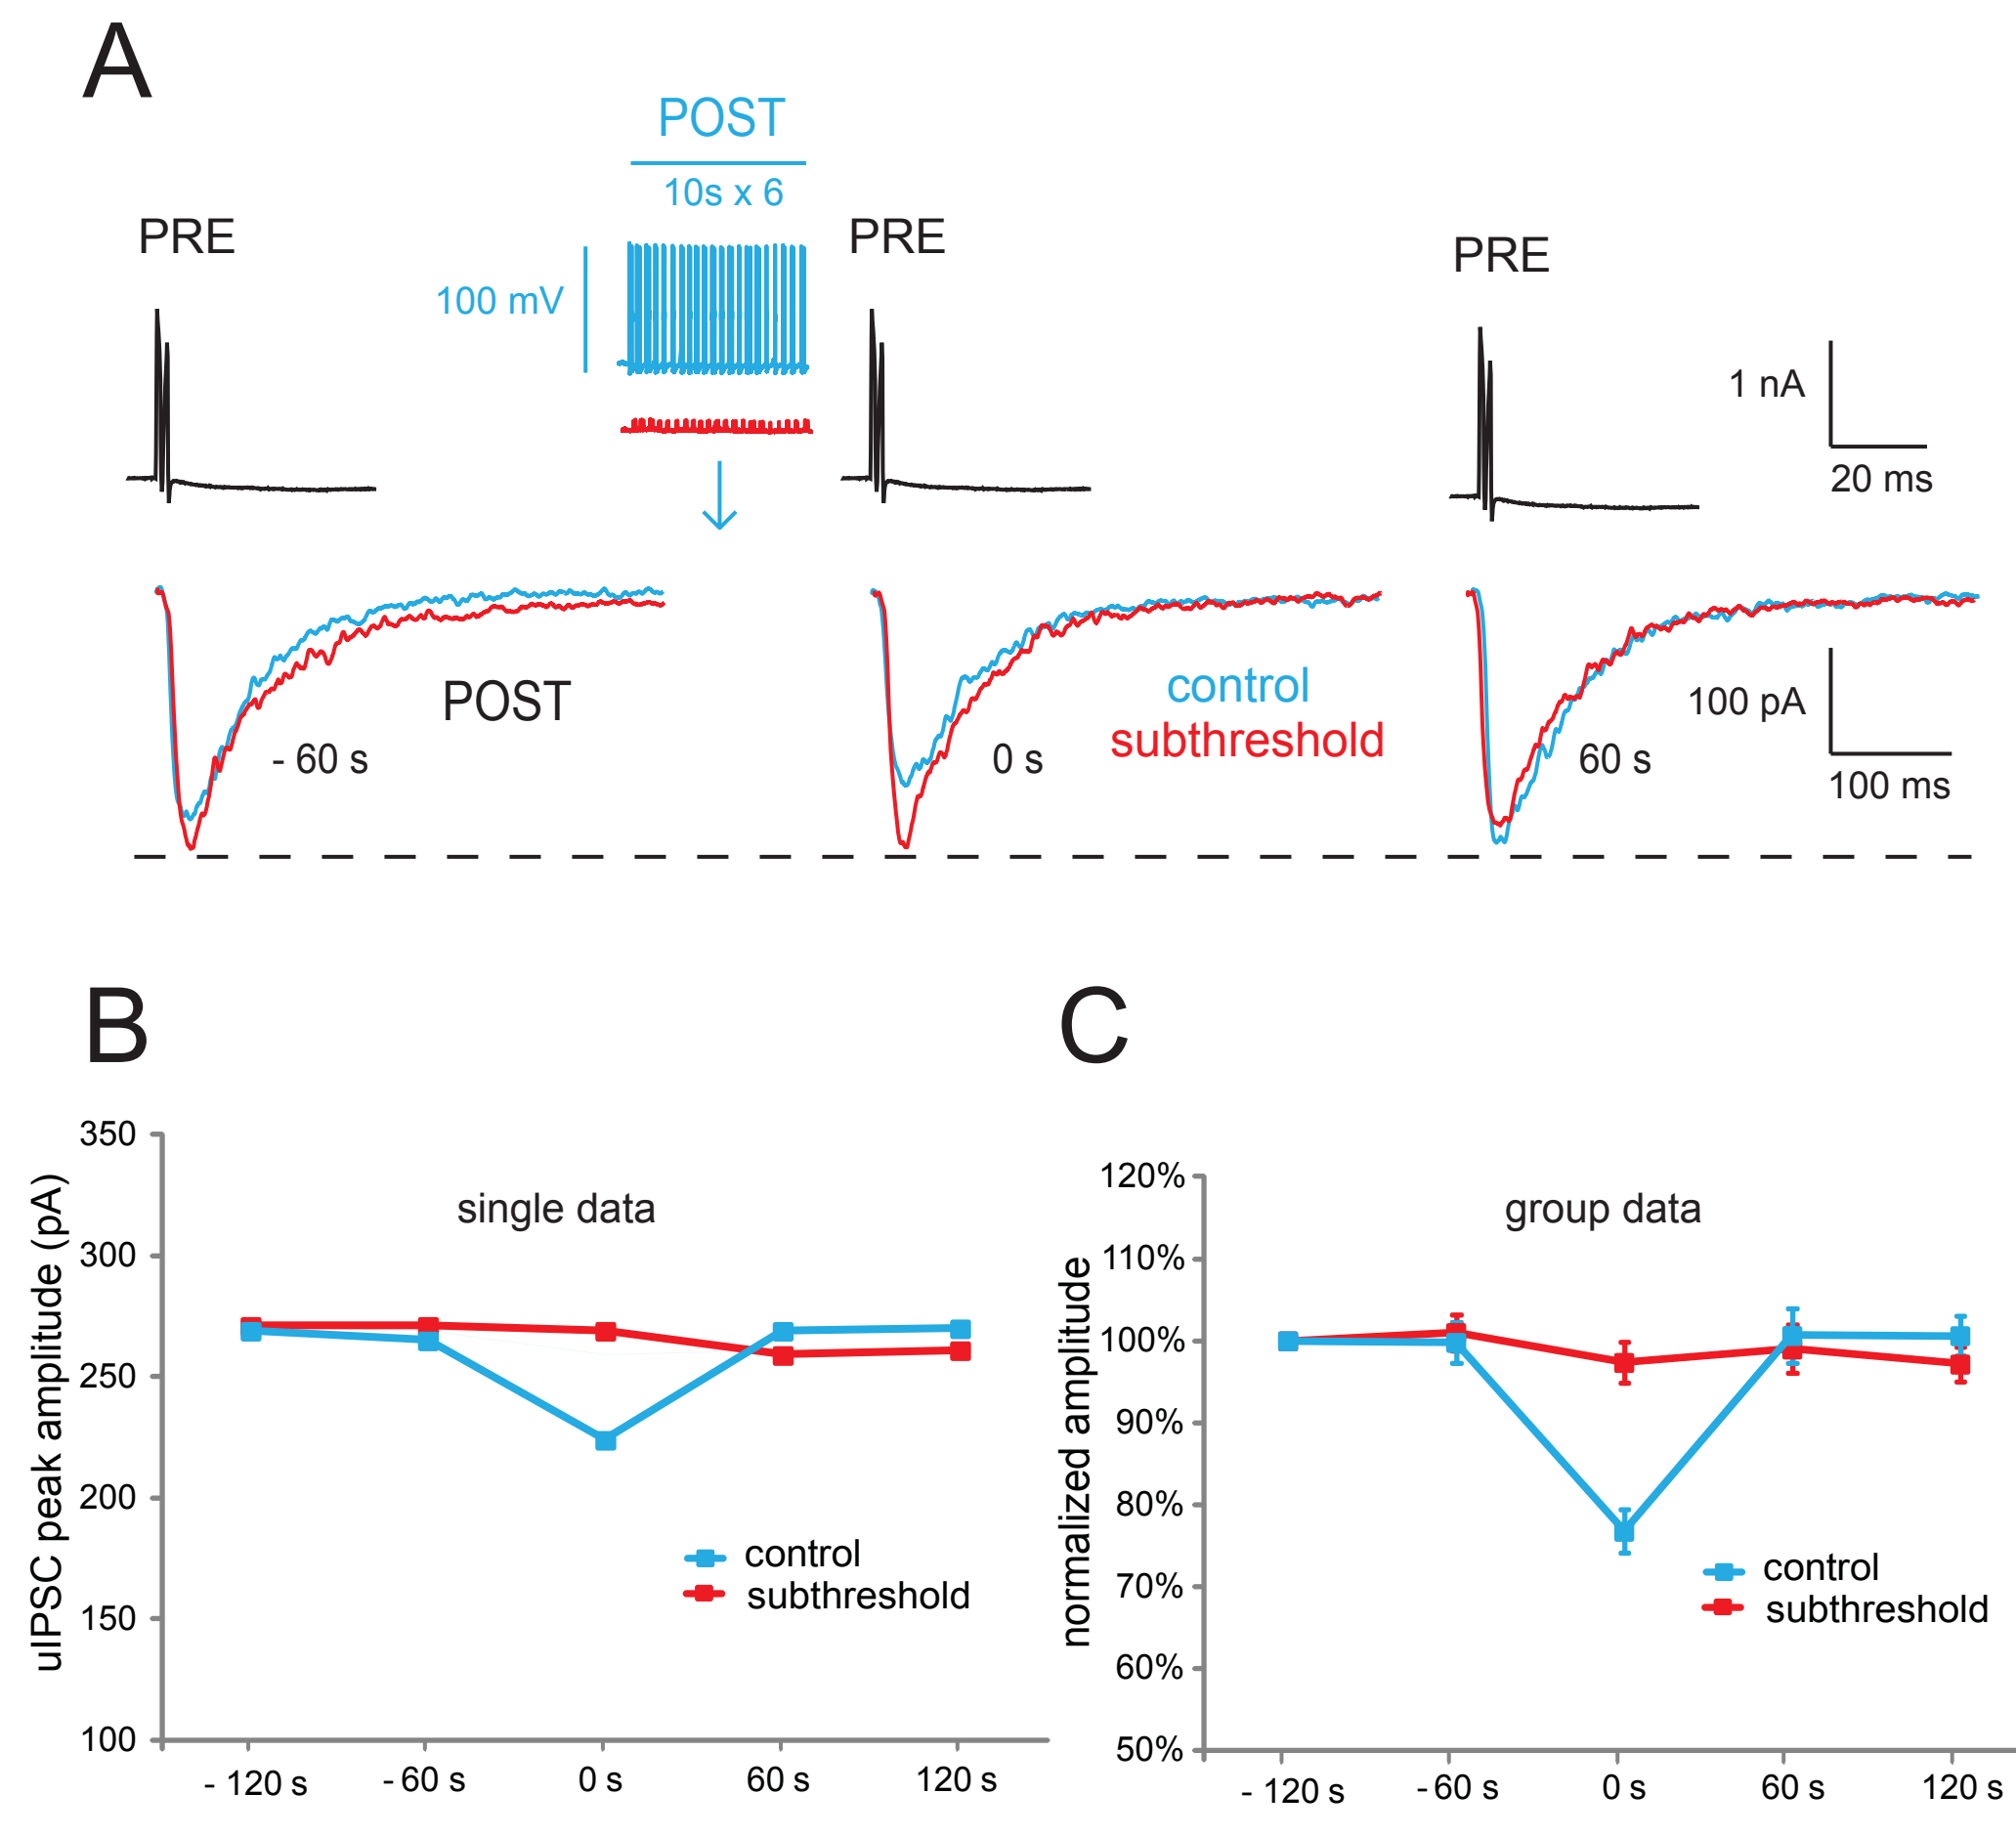 A
POST
10s x 6
PRE
PRE
PRE
100 mV
1 nA
20 ms
POST
control
subthreshold
100 pA
- 60 s
0 s
60 s
100 ms
B
C
350
300
250
200
150
100
uIPSC peak amplitude (pA)
single data
control
subthreshold
- 120 s
- 60 s
0 s
60 s
120 s
120%
110%
100%
90%
80%
70%
60%
50%
normalized amplitude
group data
control
subthreshold
- 120 s
- 60 s
0 s
60 s
120 s